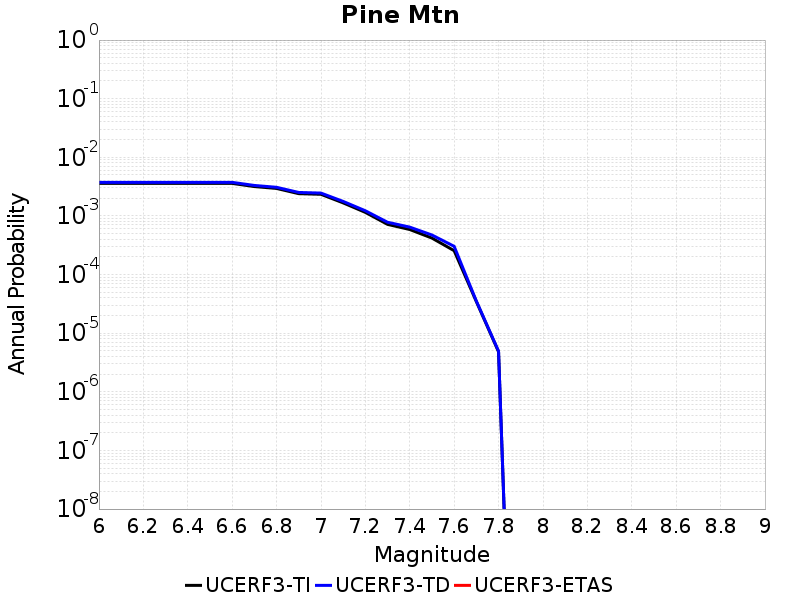 Pine Mtn
10^0
10^-1
10^-2
10^-3
10^-4
10^-5
10^-6
10^-7
10^-8
Annual Probability
6 6.2 6.4 6.6 6.8 7 7.2 7.4 7.6 7.8 8 8.2 8.4 8.6 8.8 9
Magnitude
UCERF3-TI UCERF3-TD UCERF3-ETAS